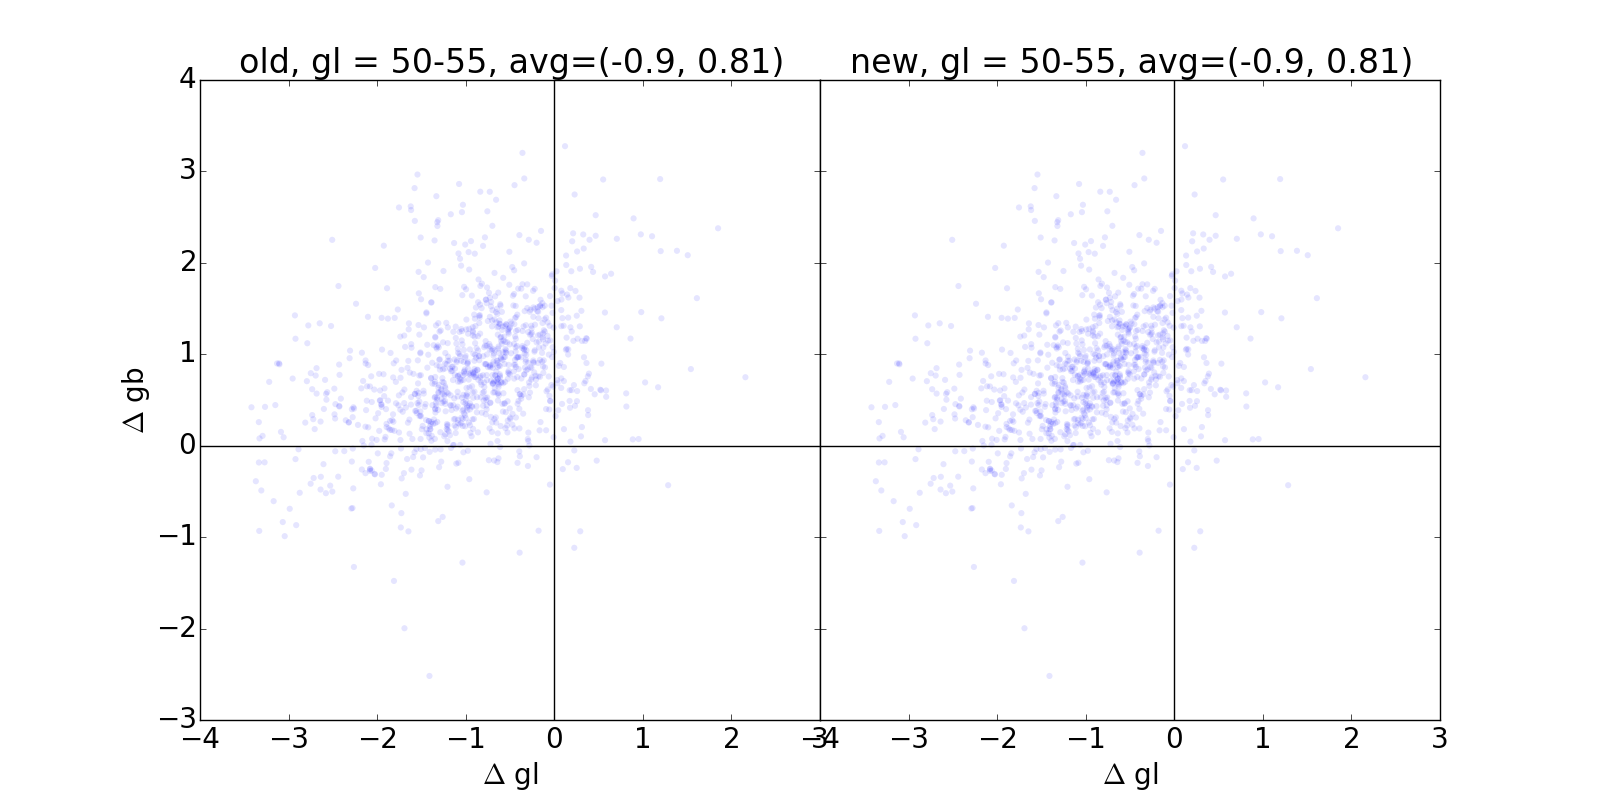 old, gl = 50-55, avg=(-0.9, 0.81) new, gl = 50-55, avg=(-0.9, 0.81)
4
3
2
1
0
−1
−2
−3
Δ gb
−4 −3 −2 −1 0 1 2 3 −4 −3 −2 −1 0 1 2 3
Δ gl Δ gl